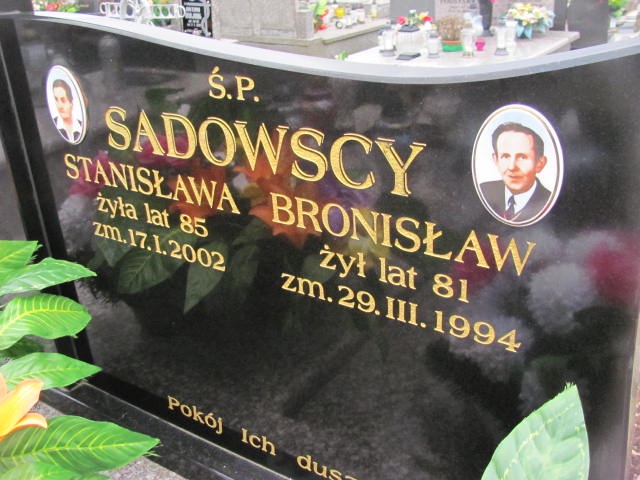 Ś.P.
SADOWSCY
STANISŁAWA
żyła lat 85
zm.17.I.2002
BRONISŁAW
żył lat 81
zm.29.III.1994
Pokój Ich